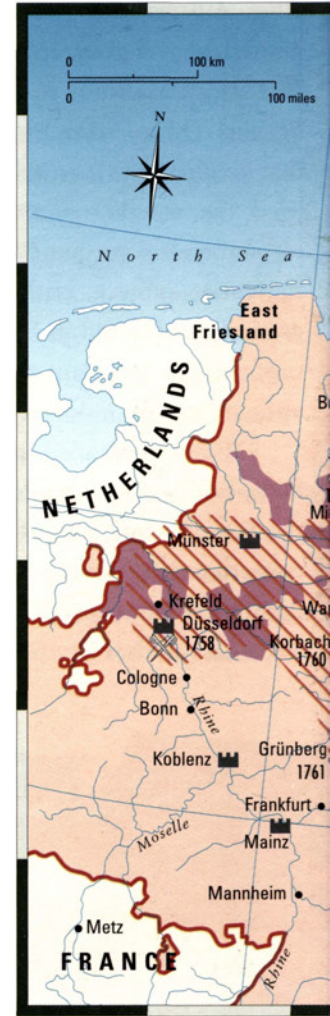 0 100 km
0 100 miles
N
North Sea
East
Friesland
NETHERLANDS
Münster
Krefeld
Düsseldorf
1758
Korbach
1760
Cologne
Bonn
Rhine
Koblenz
Grünberg
1761
Frankfurt
Moselle
Mainz
Mannheim
Metz
FRANCE
Rhine